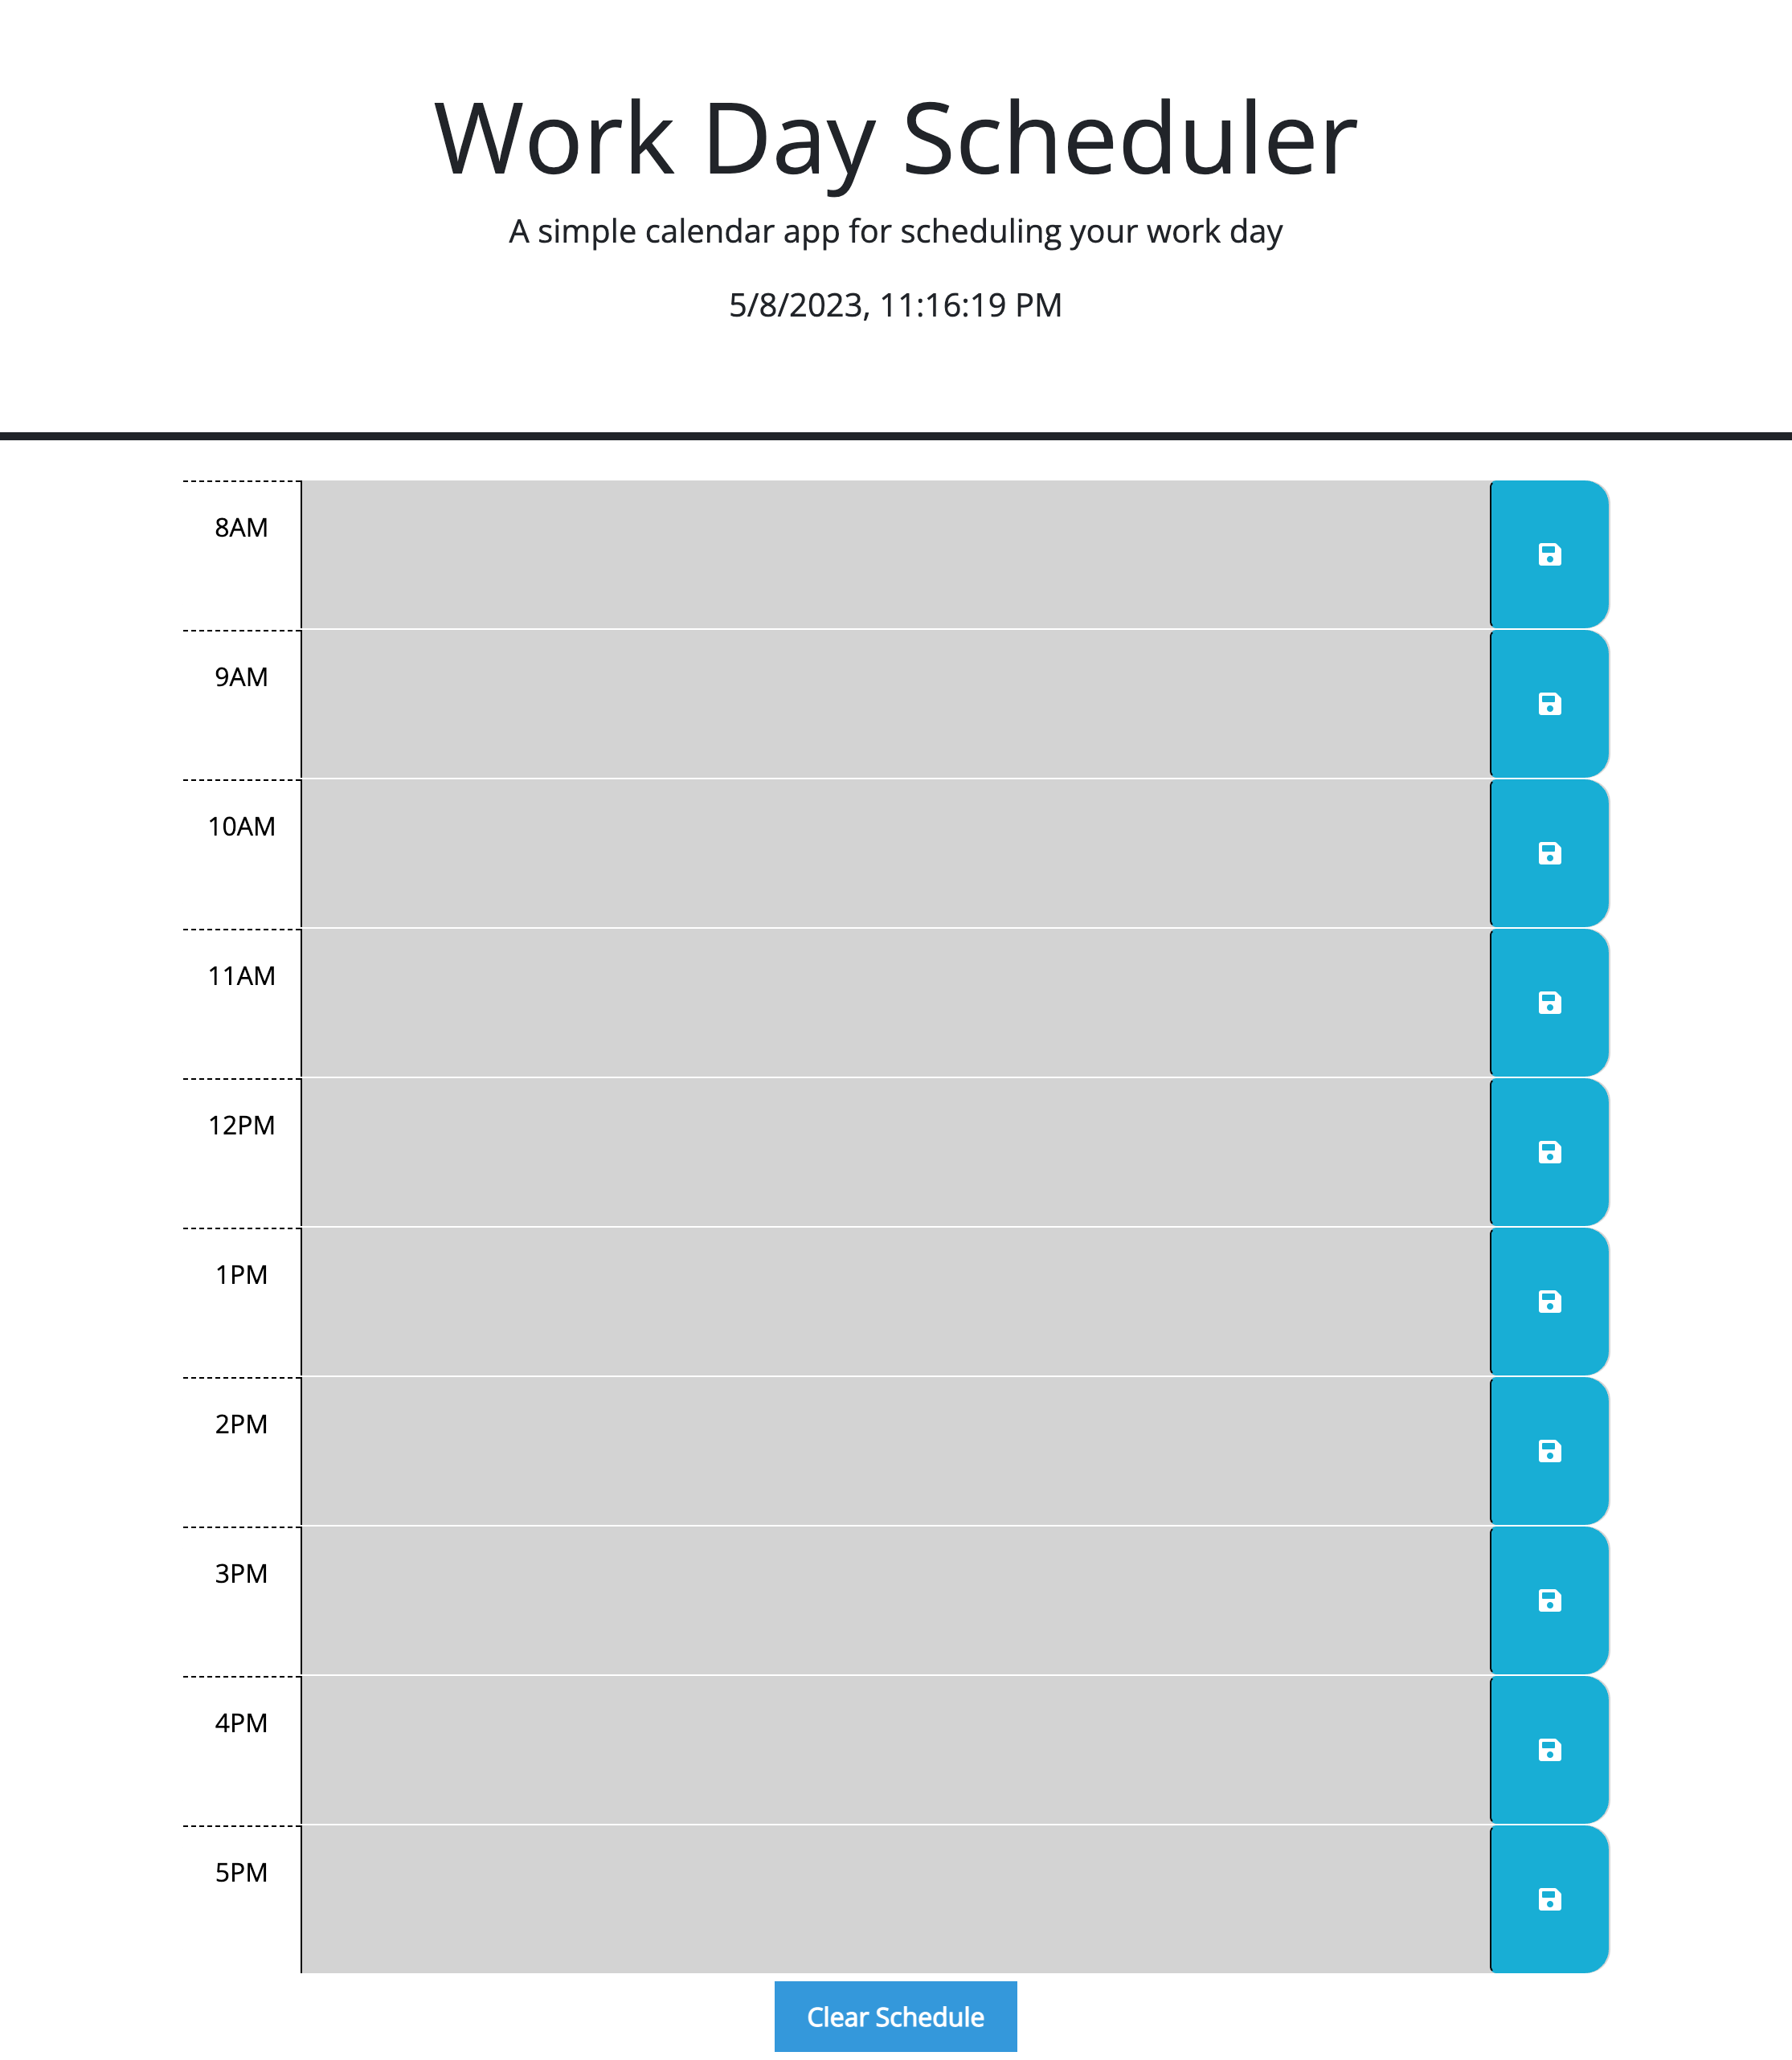 Work Day Scheduler
A simple calendar app for scheduling your work day
5/8/2023, 11:16:19 PM
8AM
9AM
10AM
11AM
12PM
1PM
2PM
3PM
4PM
5PM
Clear Schedule